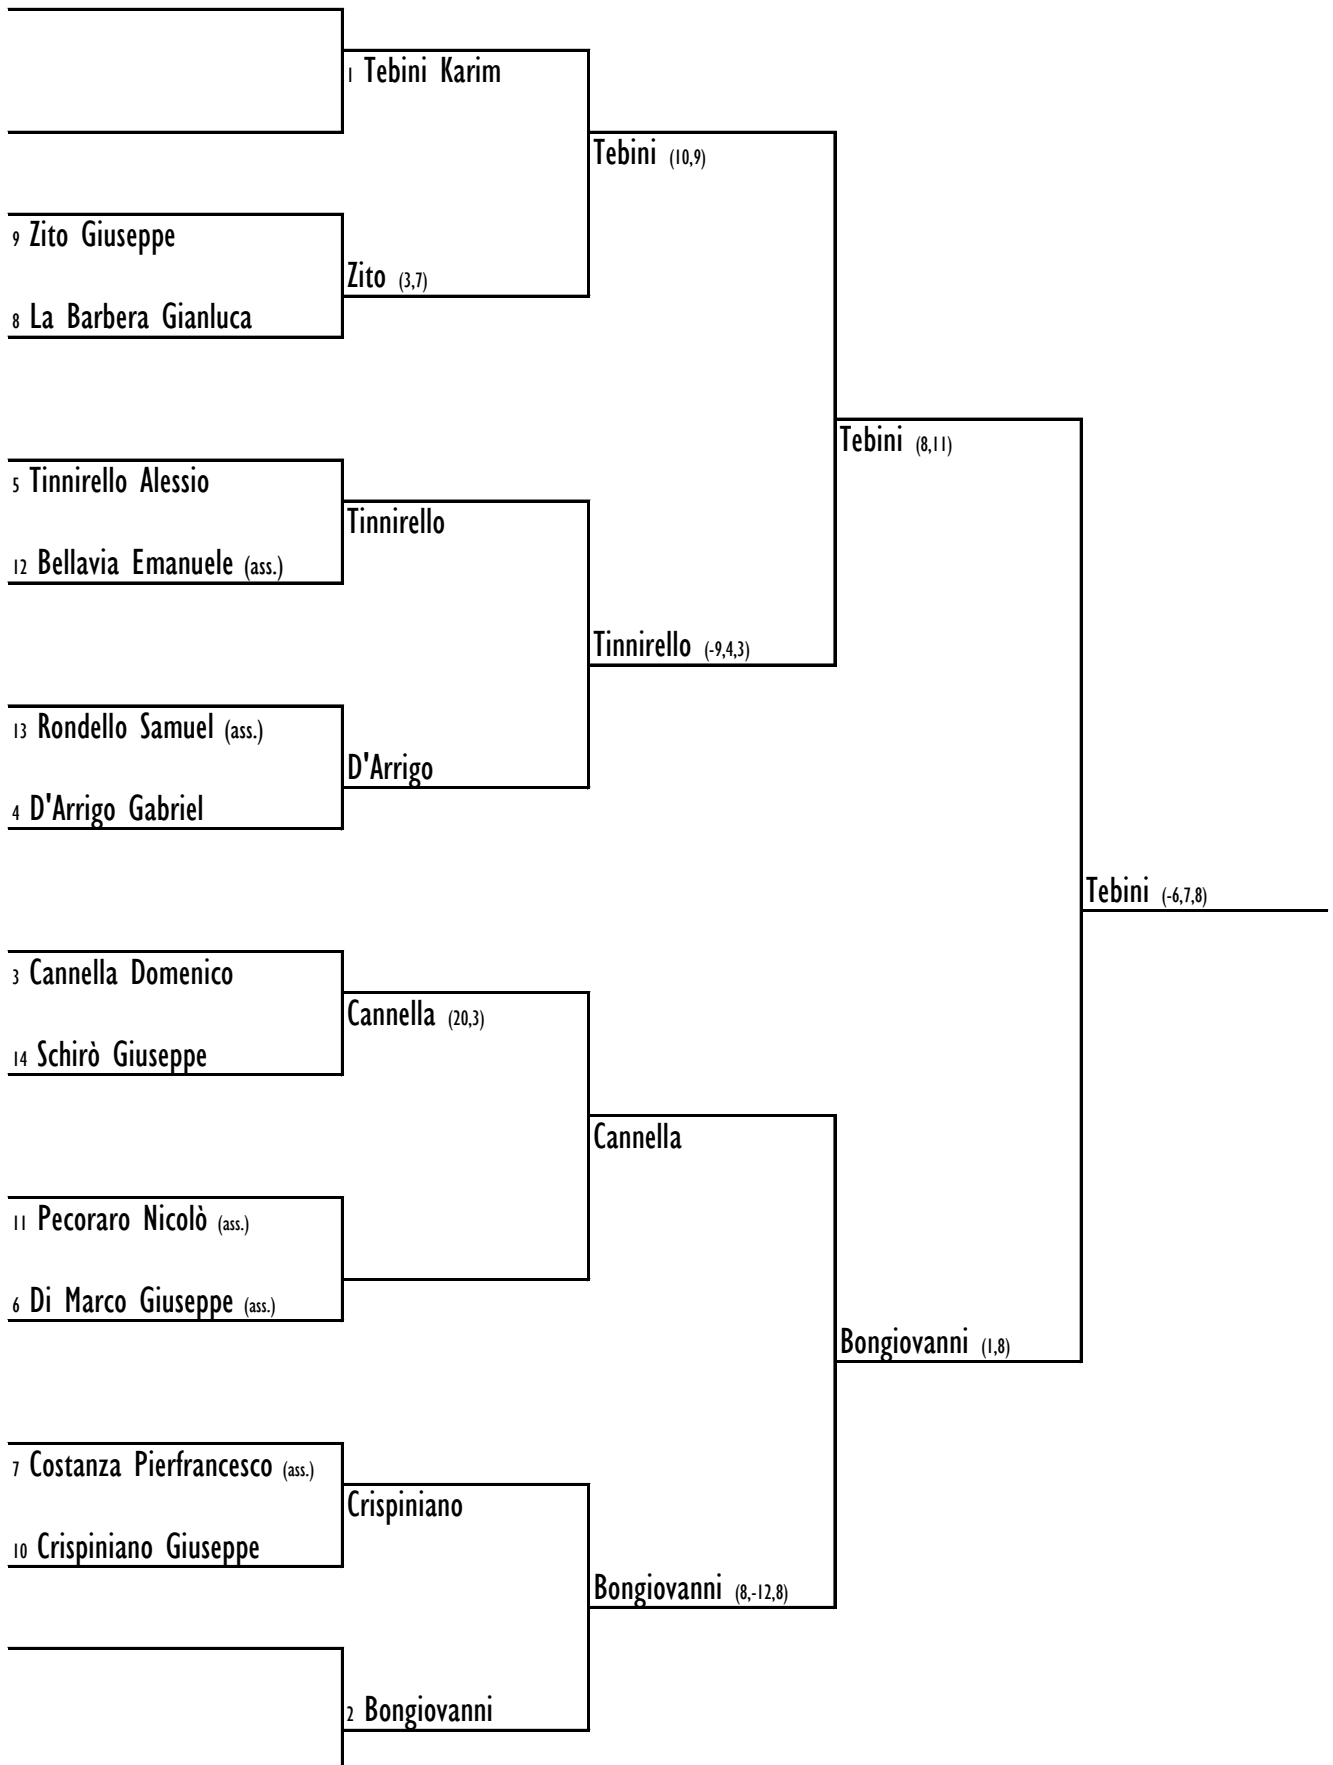 1 Tebini Karim
Tebini (10,9)
9 Zito Giuseppe
Zito (3,7)
8 La Barbera Gianluca
Tebini (8,11)
5 Tinnirello Alessio
Tinnirello
12 Bellavia Emanuele (ass.)
Tinnirello (-9,4,3)
13 Rondello Samuel (ass.)
D'Arrigo
4 D'Arrigo Gabriel
Tebini (-6,7,8)
3 Cannella Domenico
Cannella (20,3)
14 Schirò Giuseppe
Cannella
11 Pecoraro Nicolò (ass.)
6 Di Marco Giuseppe (ass.)
Bongiovanni (1,8)
7 Costanza Pierfrancesco (ass.)
Crispiniano
10 Crispiniano Giuseppe
Bongiovanni (8,-12,8)
2 Bongiovanni